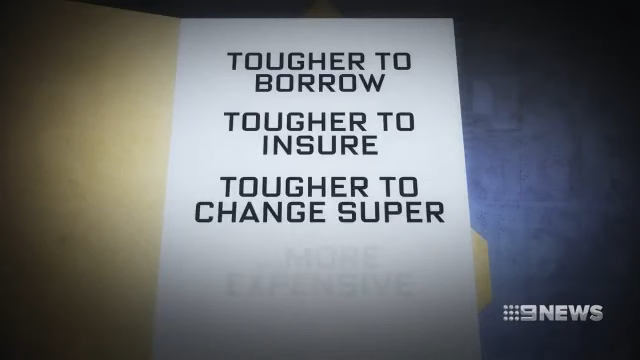 TOUGHER TO
BORROW
TOUGHER TO
INSURE
TOUGHER TO
CHANGE SUPER
...MORE
EXPENSIVE
9NEWS